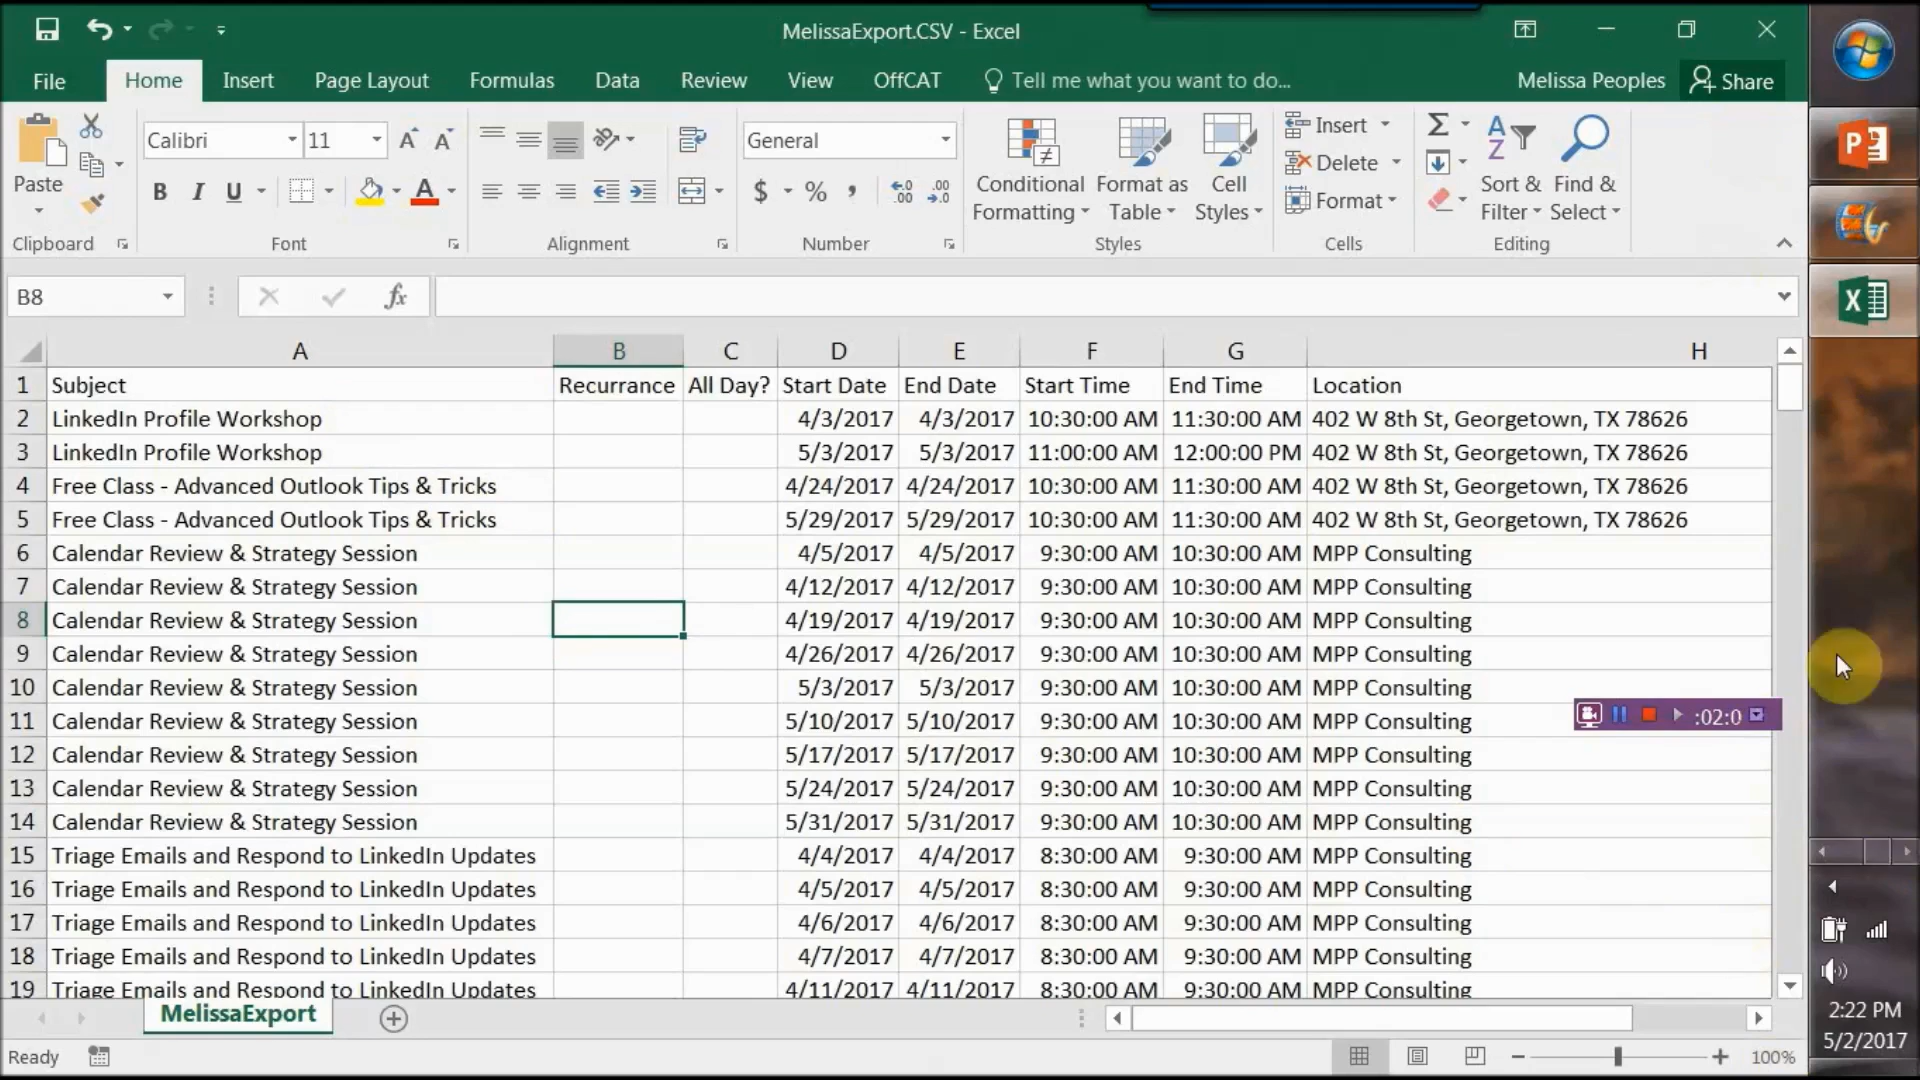 MelissaExport.CSV - Excel
File Home Insert Page Layout Formulas Data Review View OffCAT Tell me what you want to do... Melissa Peoples Share
Calibri 11 General Insert
Delete
Format
Paste B I U A $ % ,
Conditional Formatting Format as Table Cell Styles Sort & Filter Find & Select
Clipboard Font Alignment Number Styles Cells Editing
B8 fx
A B C D E F G H
1 Subject Recurrance All Day? Start Date End Date Start Time End Time Location
2 LinkedIn Profile Workshop 4/3/2017 4/3/2017 10:30:00 AM 11:30:00 AM 402 W 8th St, Georgetown, TX 78626
3 LinkedIn Profile Workshop 5/3/2017 5/3/2017 11:00:00 AM 12:00:00 PM 402 W 8th St, Georgetown, TX 78626
4 Free Class - Advanced Outlook Tips & Tricks 4/24/2017 4/24/2017 10:30:00 AM 11:30:00 AM 402 W 8th St, Georgetown, TX 78626
5 Free Class - Advanced Outlook Tips & Tricks 5/29/2017 5/29/2017 10:30:00 AM 11:30:00 AM 402 W 8th St, Georgetown, TX 78626
6 Calendar Review & Strategy Session 4/5/2017 4/5/2017 9:30:00 AM 10:30:00 AM MPP Consulting
7 Calendar Review & Strategy Session 4/12/2017 4/12/2017 9:30:00 AM 10:30:00 AM MPP Consulting
8 Calendar Review & Strategy Session 4/19/2017 4/19/2017 9:30:00 AM 10:30:00 AM MPP Consulting
9 Calendar Review & Strategy Session 4/26/2017 4/26/2017 9:30:00 AM 10:30:00 AM MPP Consulting
10 Calendar Review & Strategy Session 5/3/2017 5/3/2017 9:30:00 AM 10:30:00 AM MPP Consulting
11 Calendar Review & Strategy Session 5/10/2017 5/10/2017 9:30:00 AM 10:30:00 AM MPP Consulting :02:0
12 Calendar Review & Strategy Session 5/17/2017 5/17/2017 9:30:00 AM 10:30:00 AM MPP Consulting
13 Calendar Review & Strategy Session 5/24/2017 5/24/2017 9:30:00 AM 10:30:00 AM MPP Consulting
14 Calendar Review & Strategy Session 5/31/2017 5/31/2017 9:30:00 AM 10:30:00 AM MPP Consulting
15 Triage Emails and Respond to LinkedIn Updates 4/4/2017 4/4/2017 8:30:00 AM 9:30:00 AM MPP Consulting
16 Triage Emails and Respond to LinkedIn Updates 4/5/2017 4/5/2017 8:30:00 AM 9:30:00 AM MPP Consulting
17 Triage Emails and Respond to LinkedIn Updates 4/6/2017 4/6/2017 8:30:00 AM 9:30:00 AM MPP Consulting
18 Triage Emails and Respond to LinkedIn Updates 4/7/2017 4/7/2017 8:30:00 AM 9:30:00 AM MPP Consulting
19 Triage Emails and Respond to LinkedIn Updates 4/11/2017 4/11/2017 8:30:00 AM 9:30:00 AM MPP Consulting
MelissaExport
Ready 100%
2:22 PM
5/2/2017